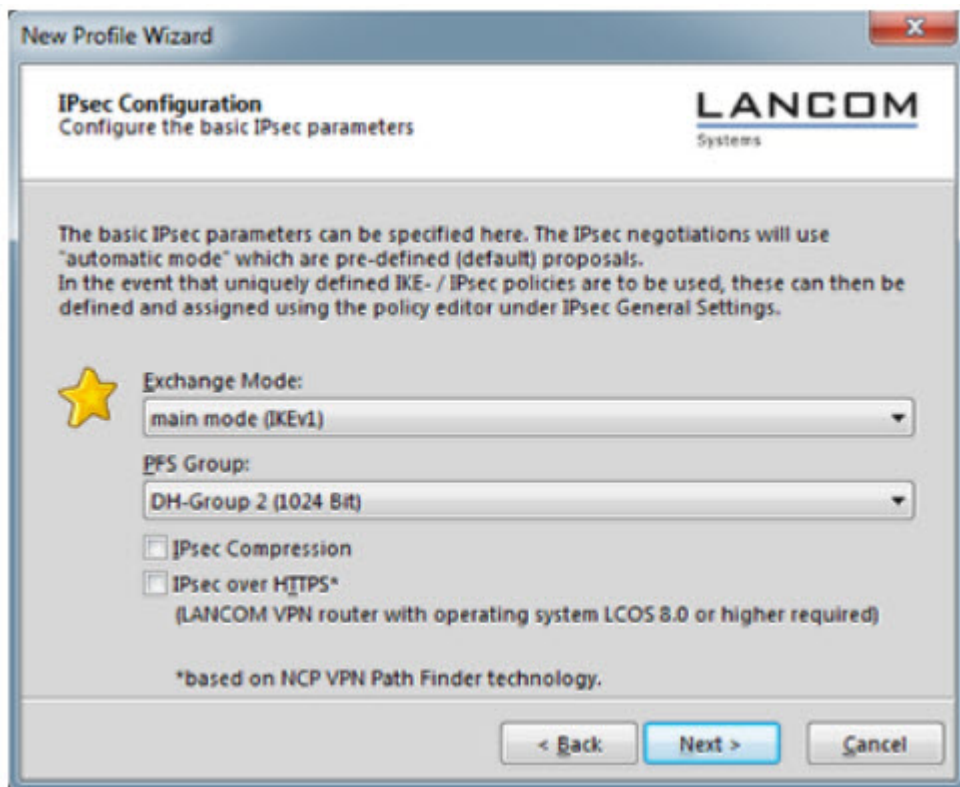 New Profile Wizard
IPsec Configuration
Configure the basic IPsec parameters
LANCOM
Systems
The basic IPsec parameters can be specified here. The IPsec negotiations will use
"automatic mode" which are pre-defined (default) proposals.
In the event that uniquely defined IKE- / IPsec policies are to be used, these can then be
defined and assigned using the policy editor under IPsec General Settings.
Exchange Mode:
main mode (IKEv1)
PFS Group:
DH-Group 2 (1024 Bit)
IPsec Compression
IPsec over HTTPS*
(LANCOM VPN router with operating system LCOS 8.0 or higher required)
*based on NCP VPN Path Finder technology.
< Back
Next >
Cancel